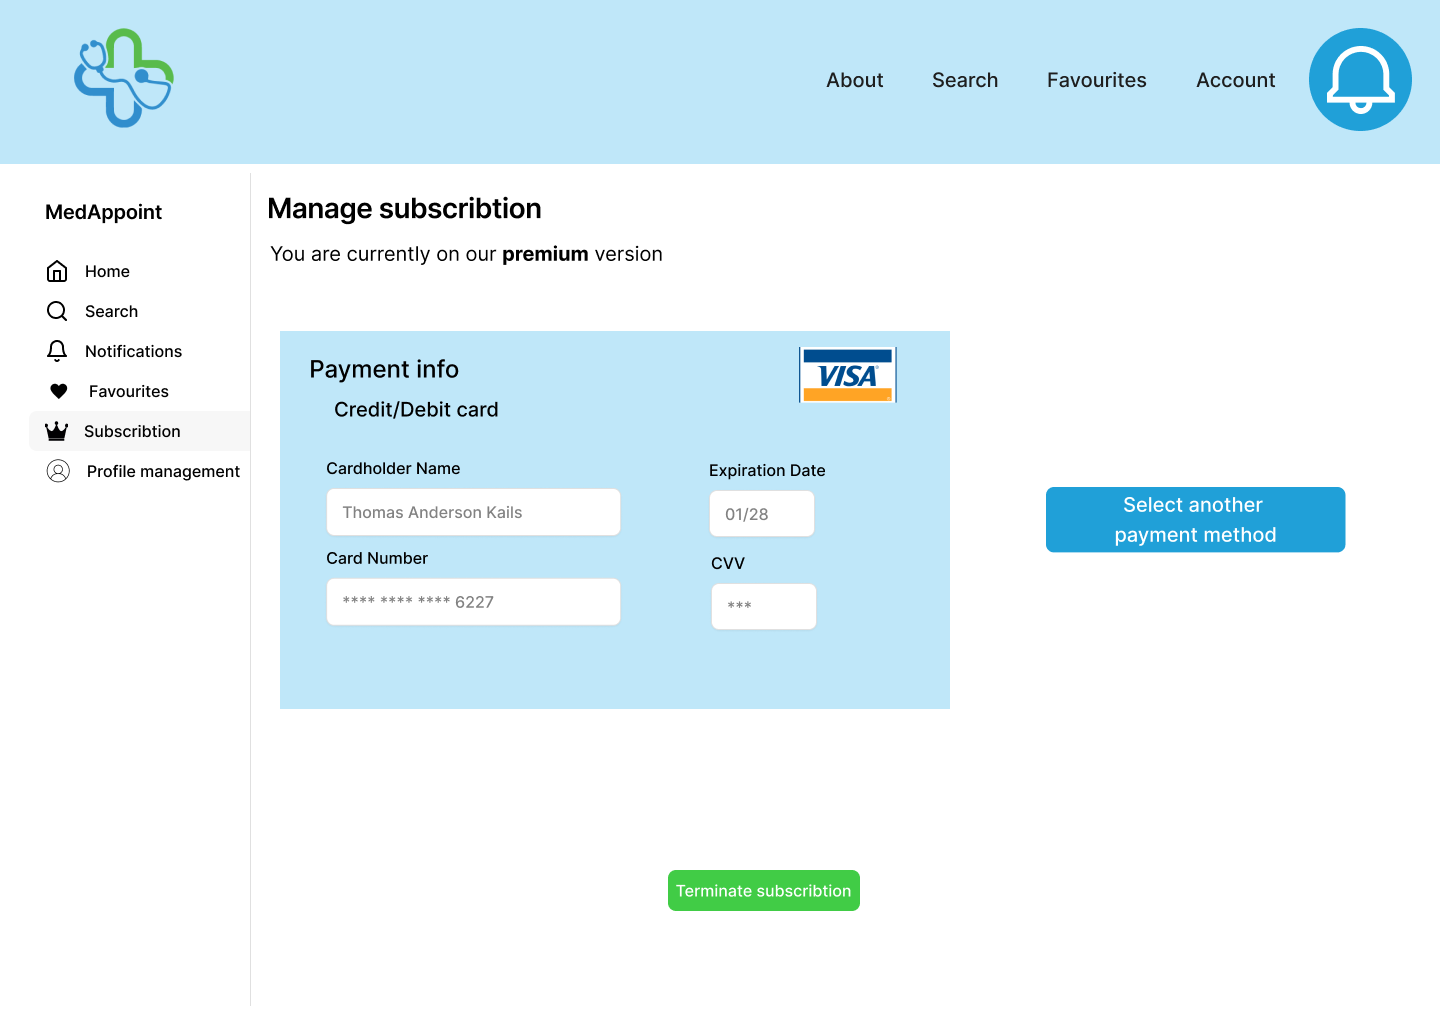 About
Search
Favourites
Account
MedAppoint
Home
Search
Notifications
Favourites
Subscribtion
Profile management
Manage subscribtion
You are currently on our premium version
Payment info
VISA
Credit/Debit card
Cardholder Name
Thomas Anderson Kails
Expiration Date
01/28
Card Number
**** **** **** 6227
CVV
***
Select another
payment method
Terminate subscribtion